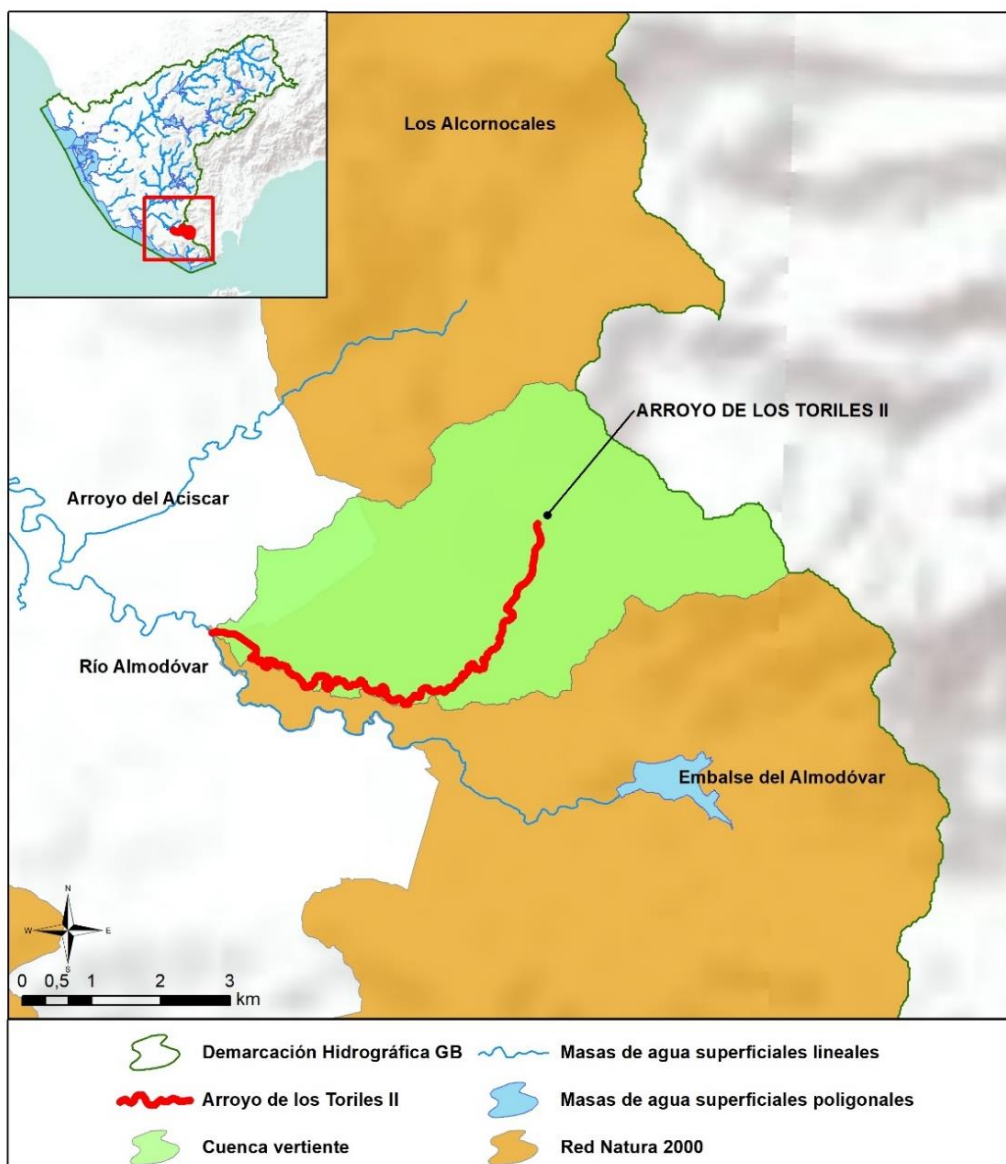 Los Alcornocales
ARROYO DE LOS TORILES II
Arroyo del Aciscar
Río Almodóvar
Embalse del Almodóvar
N
W E
S
0 0,5 1 2 3
km
Demarcación Hidrográfica GB
Masas de agua superficiales lineales
Arroyo de los Toriles II
Masas de agua superficiales poligonales
Cuenca vertiente
Red Natura 2000